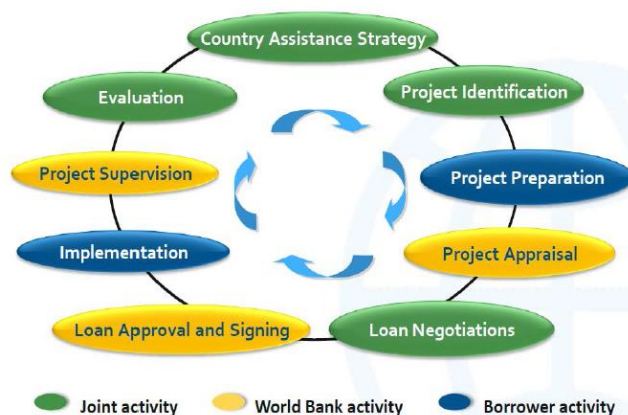 Country Assistance Strategy
Project Identification
Project Preparation
Project Appraisal
Loan Negotiations
Loan Approval and Signing
Implementation
Project Supervision
Evaluation
Joint activity
World Bank activity
Borrower activity